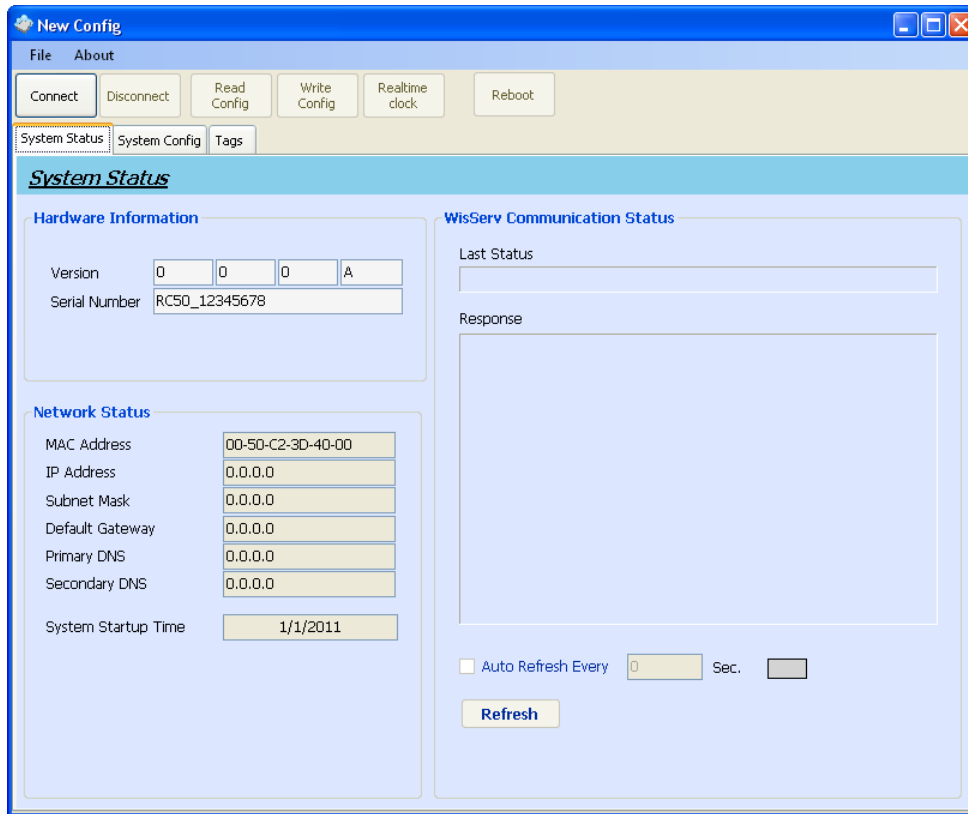 New Config
File About
Connect Disconnect Read Config Write Config Realtime clock Reboot
System Status System Config Tags
System Status
Hardware Information
Version 0 0 0 A
Serial Number RC50_12345678
Network Status
MAC Address 00-50-C2-3D-40-00
IP Address 0.0.0.0
Subnet Mask 0.0.0.0
Default Gateway 0.0.0.0
Primary DNS 0.0.0.0
Secondary DNS 0.0.0.0
System Startup Time 1/1/2011
WisServ Communication Status
Last Status
Response
Auto Refresh Every 0 Sec.
Refresh